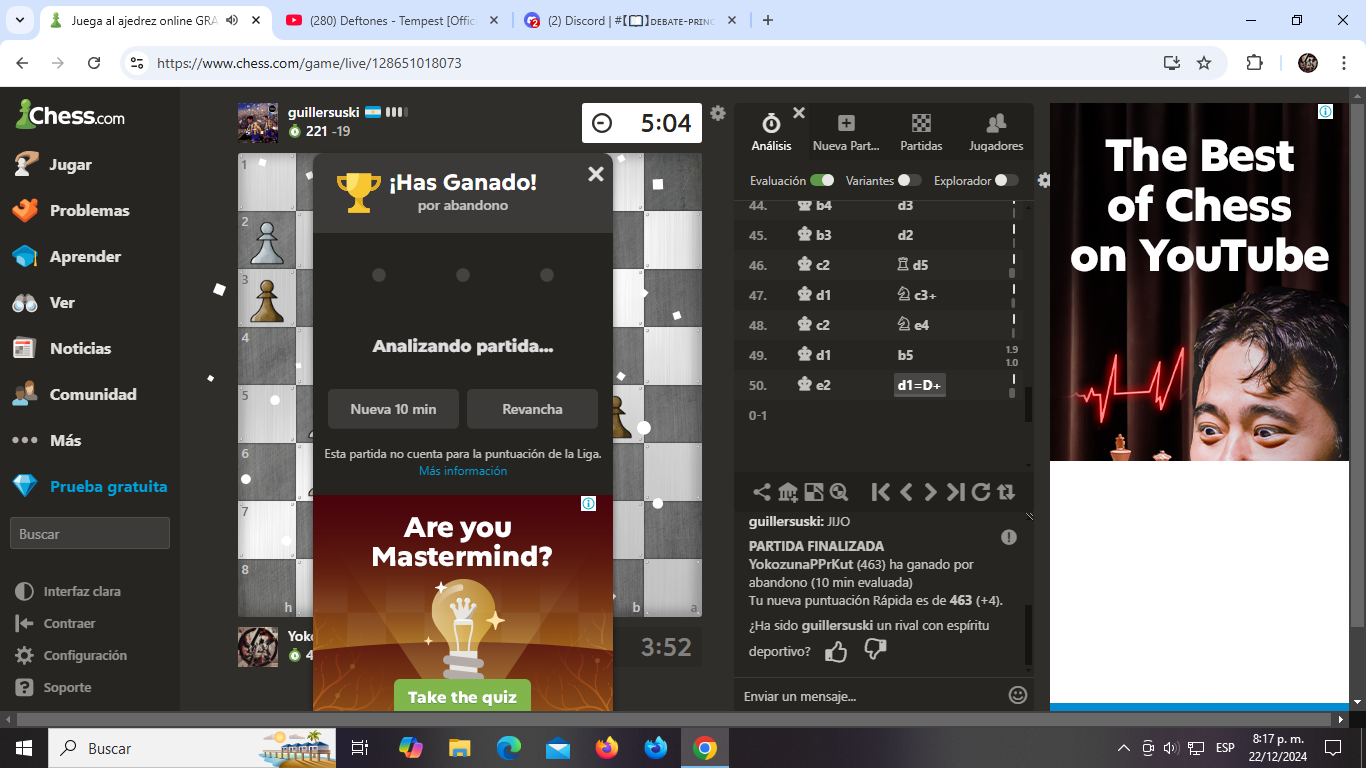 Juega al ajedrez online GRA
(280) Deftones - Tempest [Offici
(2) Discord | #【📖】ᴅᴇʙᴀᴛᴇ-ᴘʀɪɴᴄ
https://www.chess.com/game/live/128651018073
Chess.com
Jugar
Problemas
Aprender
Ver
Noticias
Comunidad
Más
Prueba gratuita
Buscar
Interfaz clara
Contraer
Configuración
Soporte
guillersuski
221 -19
5:04
1
2
3
4
5
6
7
8
h
b
a
¡Has Ganado!
por abandono
Analizando partida...
Nueva 10 min
Revancha
Esta partida no cuenta para la puntuación de la Liga.
Más información
Are you
Mastermind?
Take the quiz
Yoko
4
3:52
Análisis
Nueva Part...
Partidas
Jugadores
Evaluación
Variantes
Explorador
44. ♚ b4 d3
45. ♚ b3 d2
46. ♚ c2 ♖ d5
47. ♚ d1 ♘ c3+
48. ♚ c2 ♘ e4
49. ♚ d1 b5 1.9
1.0
50. ♚ e2 d1=D+
0-1
guillersuski: JIJO
PARTIDA FINALIZADA
YokozunaPPrKut (463) ha ganado por
abandono (10 min evaluada)
Tu nueva puntuación Rápida es de 463 (+4).
¿Ha sido guillersuski un rival con espíritu
deportivo?
Enviar un mensaje...
The Best
of Chess
on YouTube
Buscar
ESP
8:17 p. m.
22/12/2024